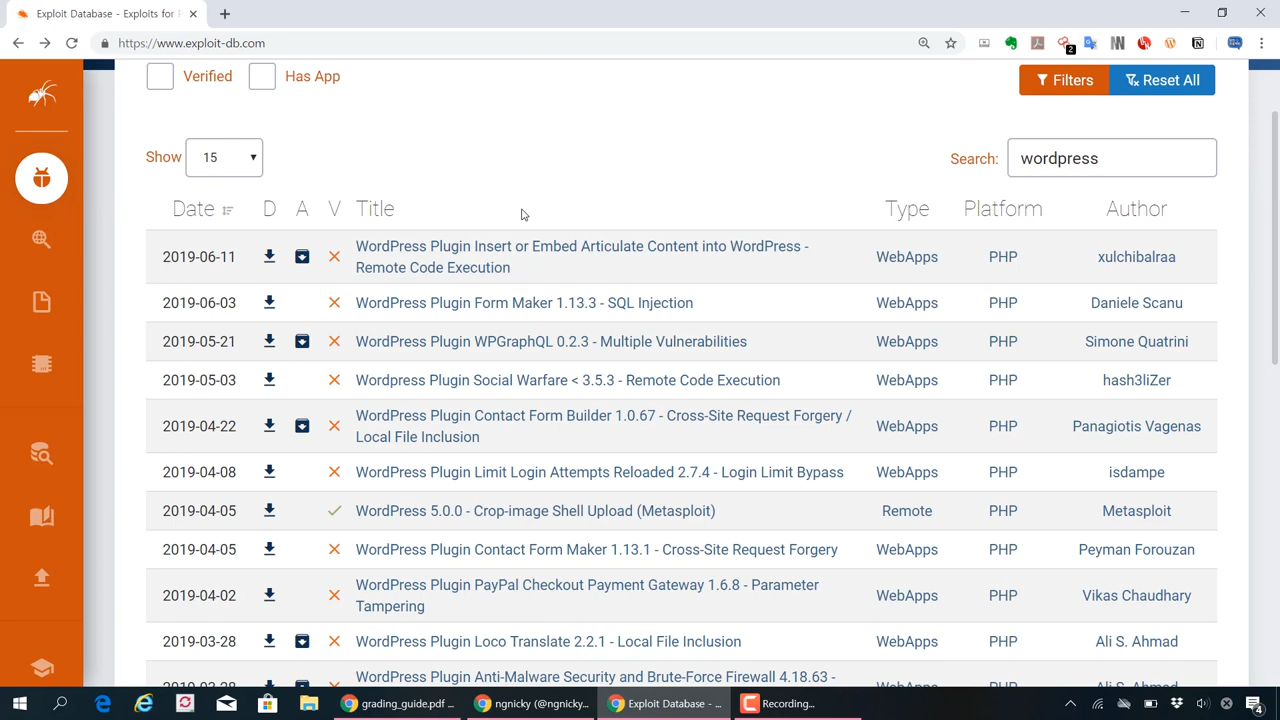 Exploit Database - Exploits for P
https://www.exploit-db.com
2
Verified
Has App
Filters
Reset All
Show
15
Search:
wordpress
Date
D
A
V
Title
Type
Platform
Author
2019-06-11
WordPress Plugin Insert or Embed Articulate Content into WordPress -
Remote Code Execution
WebApps
PHP
xulchibalraa
2019-06-03
WordPress Plugin Form Maker 1.13.3 - SQL Injection
WebApps
PHP
Daniele Scanu
2019-05-21
WordPress Plugin WPGraphQL 0.2.3 - Multiple Vulnerabilities
WebApps
PHP
Simone Quatrini
2019-05-03
Wordpress Plugin Social Warfare < 3.5.3 - Remote Code Execution
WebApps
PHP
hash3liZer
2019-04-22
WordPress Plugin Contact Form Builder 1.0.67 - Cross-Site Request Forgery /
Local File Inclusion
WebApps
PHP
Panagiotis Vagenas
2019-04-08
WordPress Plugin Limit Login Attempts Reloaded 2.7.4 - Login Limit Bypass
WebApps
PHP
isdampe
2019-04-05
WordPress 5.0.0 - Crop-image Shell Upload (Metasploit)
Remote
PHP
Metasploit
2019-04-05
WordPress Plugin Contact Form Maker 1.13.1 - Cross-Site Request Forgery
WebApps
PHP
Peyman Forouzan
2019-04-02
WordPress Plugin PayPal Checkout Payment Gateway 1.6.8 - Parameter
Tampering
WebApps
PHP
Vikas Chaudhary
2019-03-28
WordPress Plugin Loco Translate 2.2.1 - Local File Inclusion
WebApps
PHP
Ali S. Ahmad
WordPress Plugin Anti-Malware Security and Brute-Force Firewall 4.18.63 -
grading_guide.pdf ...
ngnicky (@ngnicky...
Exploit Database - ...
Recording...
4